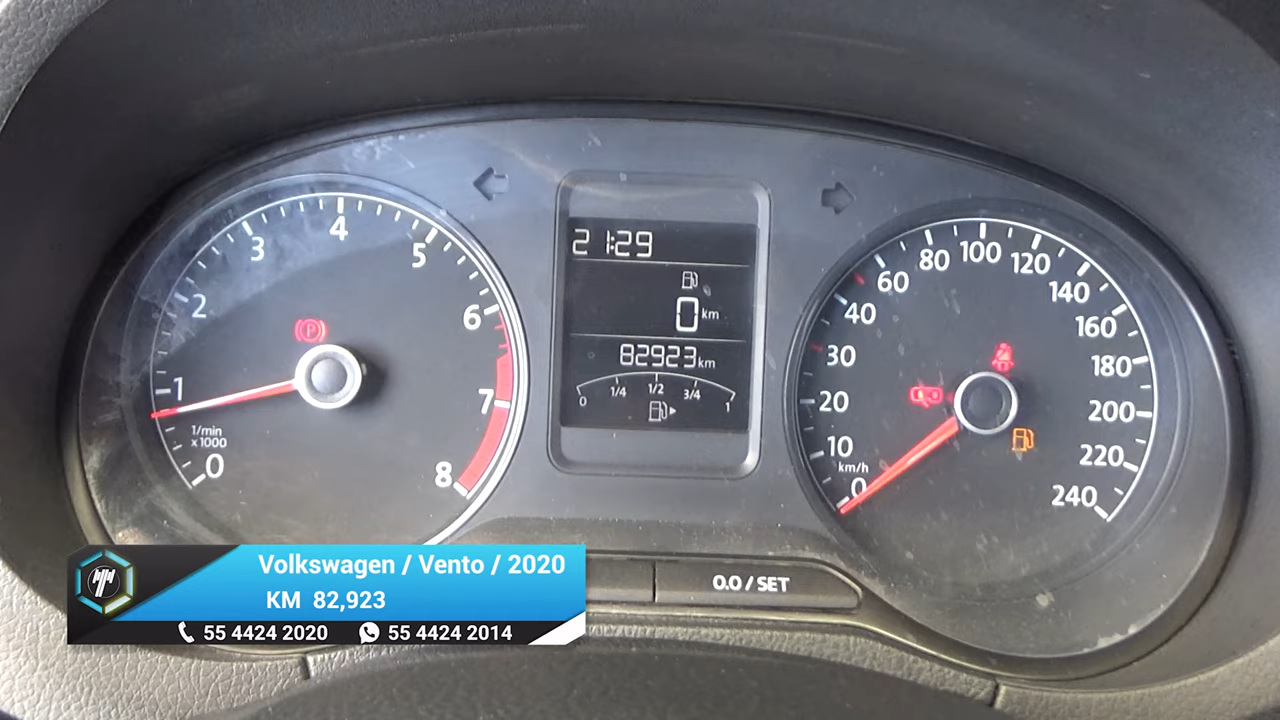 0
1
2
3
4
5
6
7
8
1/min
x1000
P
21:29
0 km
82923 km
0 1/4 1/2 3/4 1
0
10
20
30
40
60
80
100
120
140
160
180
200
220
240
km/h
0.0 / SET
Volkswagen / Vento / 2020
KM 82,923
55 4424 2020 55 4424 2014